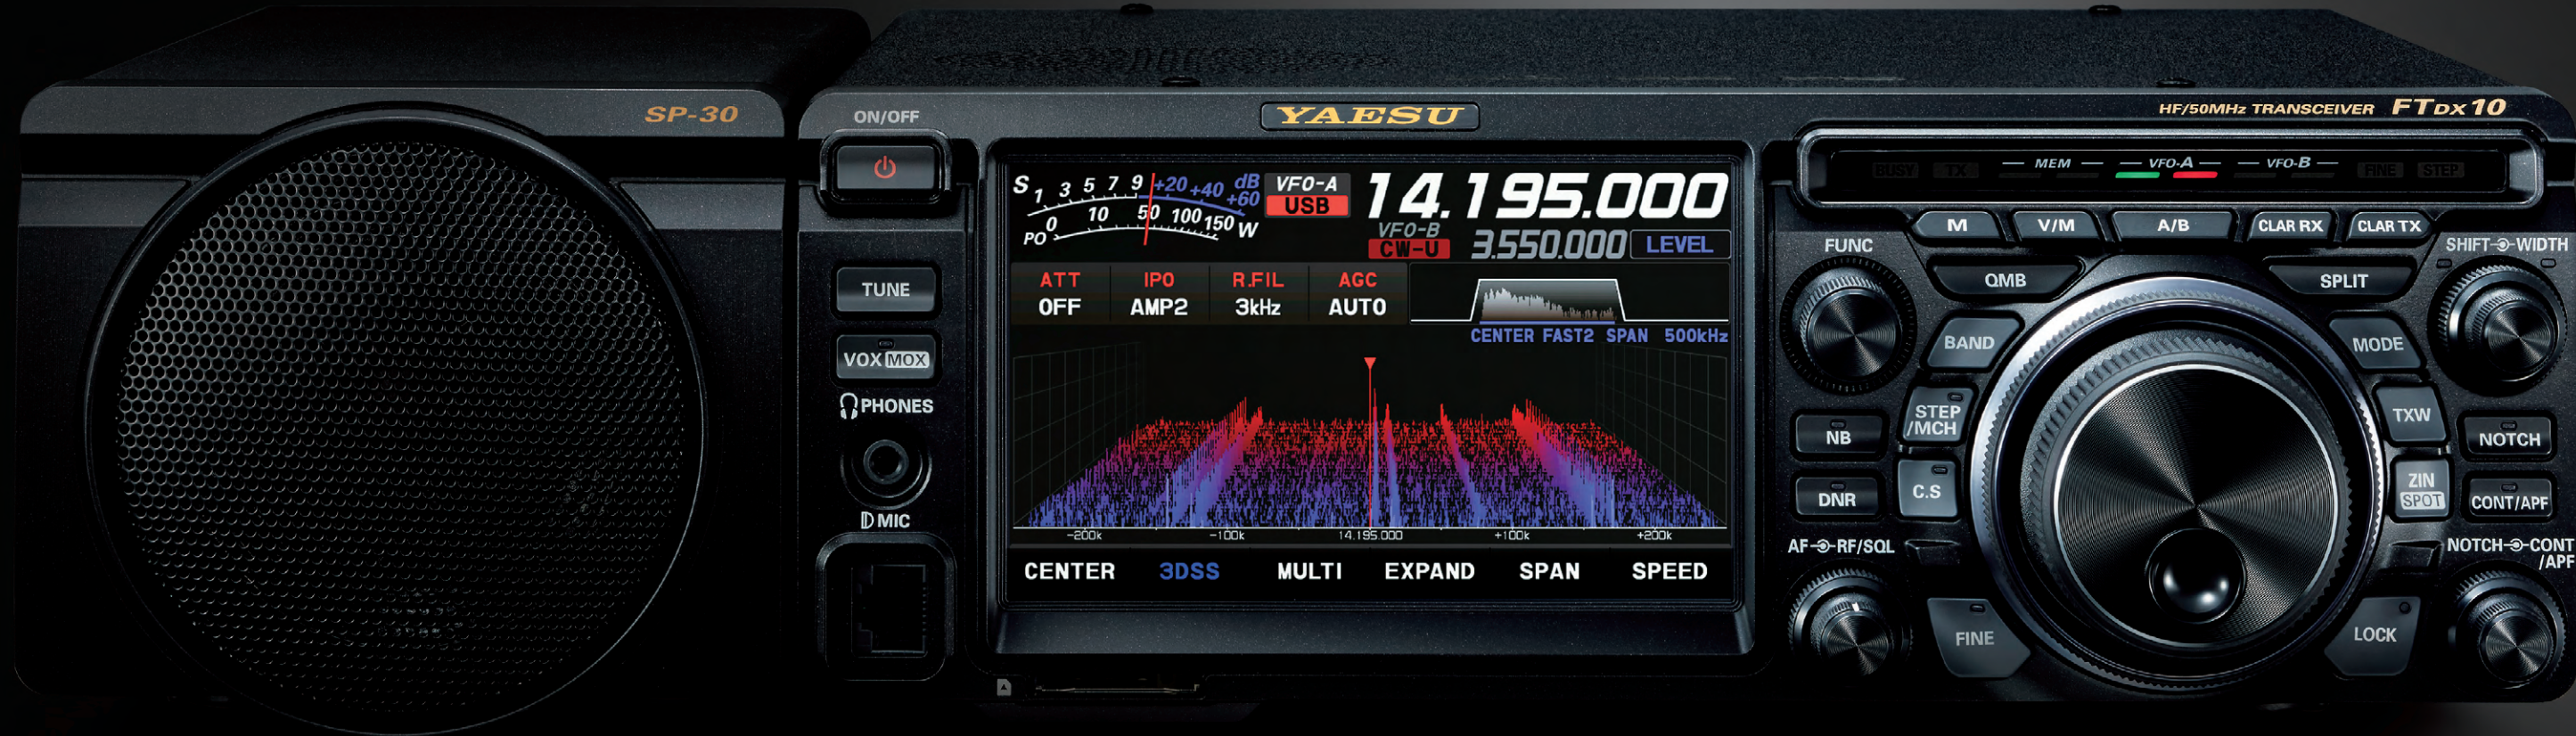 SP-30
ON/OFF
YAESU
HF/50MHz TRANSCEIVER FTDX10
BUSY TX MEM VFO-A VFO-B FINE STEP
S 1 3 5 7 9 +20 +40 +60 dB
PO 0 10 50 100 150 W
VFO-A
USB
14.195.000
VFO-B
CW-U
3.550.000
LEVEL
ATT IPO R.FIL AGC
OFF AMP2 3kHz AUTO
CENTER FAST2 SPAN 500kHz
-200k -100k 14.195.000 +100k +200k
CENTER 3DSS MULTI EXPAND SPAN SPEED
TUNE
VOX MOX
PHONES
MIC
M V/M A/B CLAR RX CLAR TX
FUNC
SHIFT WIDTH
QMB
SPLIT
BAND
MODE
STEP
/MCH
TXW
NB
NOTCH
DNR
C.S
ZIN
SPOT
CONT/APF
AF RF/SQL
NOTCH CONT
/APF
FINE
LOCK